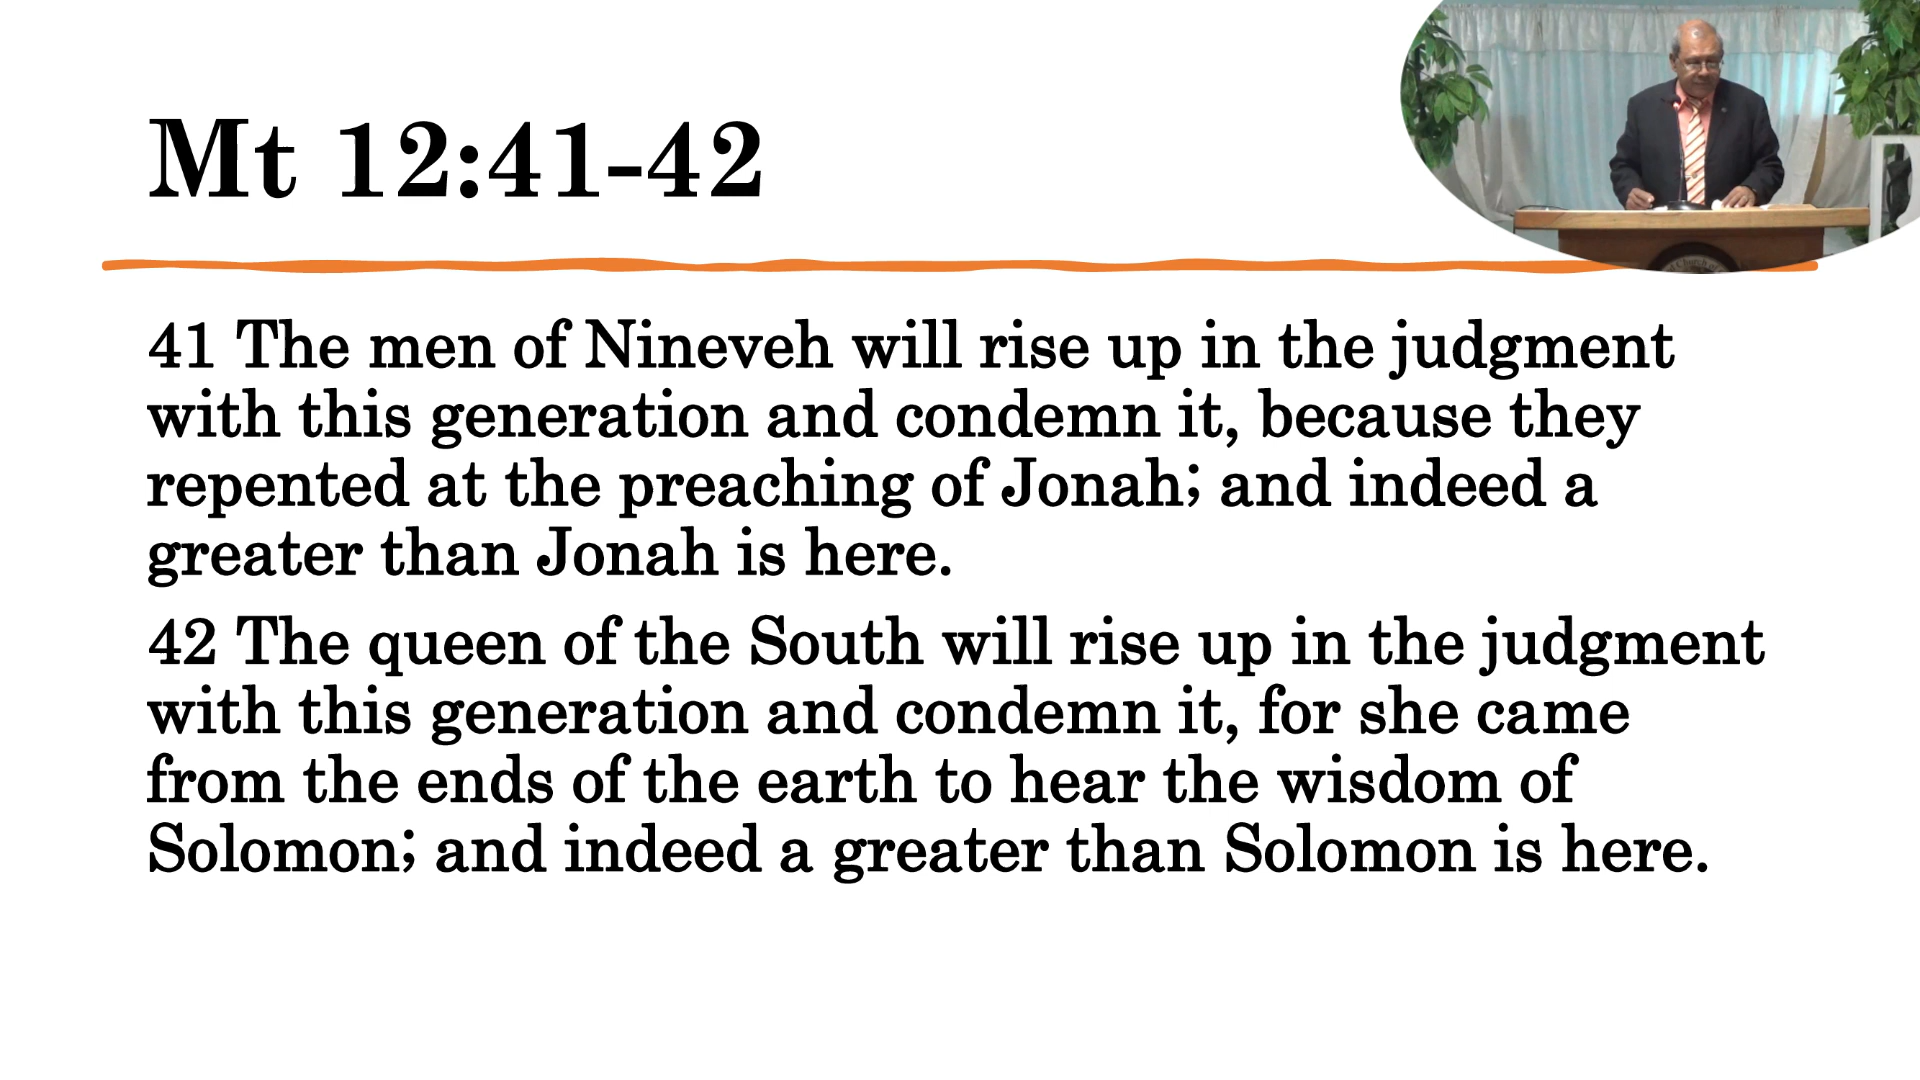 Mt 12:41-42
41 The men of Nineveh will rise up in the judgment
with this generation and condemn it, because they
repented at the preaching of Jonah; and indeed a
greater than Jonah is here.
42 The queen of the South will rise up in the judgment
with this generation and condemn it, for she came
from the ends of the earth to hear the wisdom of
Solomon; and indeed a greater than Solomon is here.
Church of